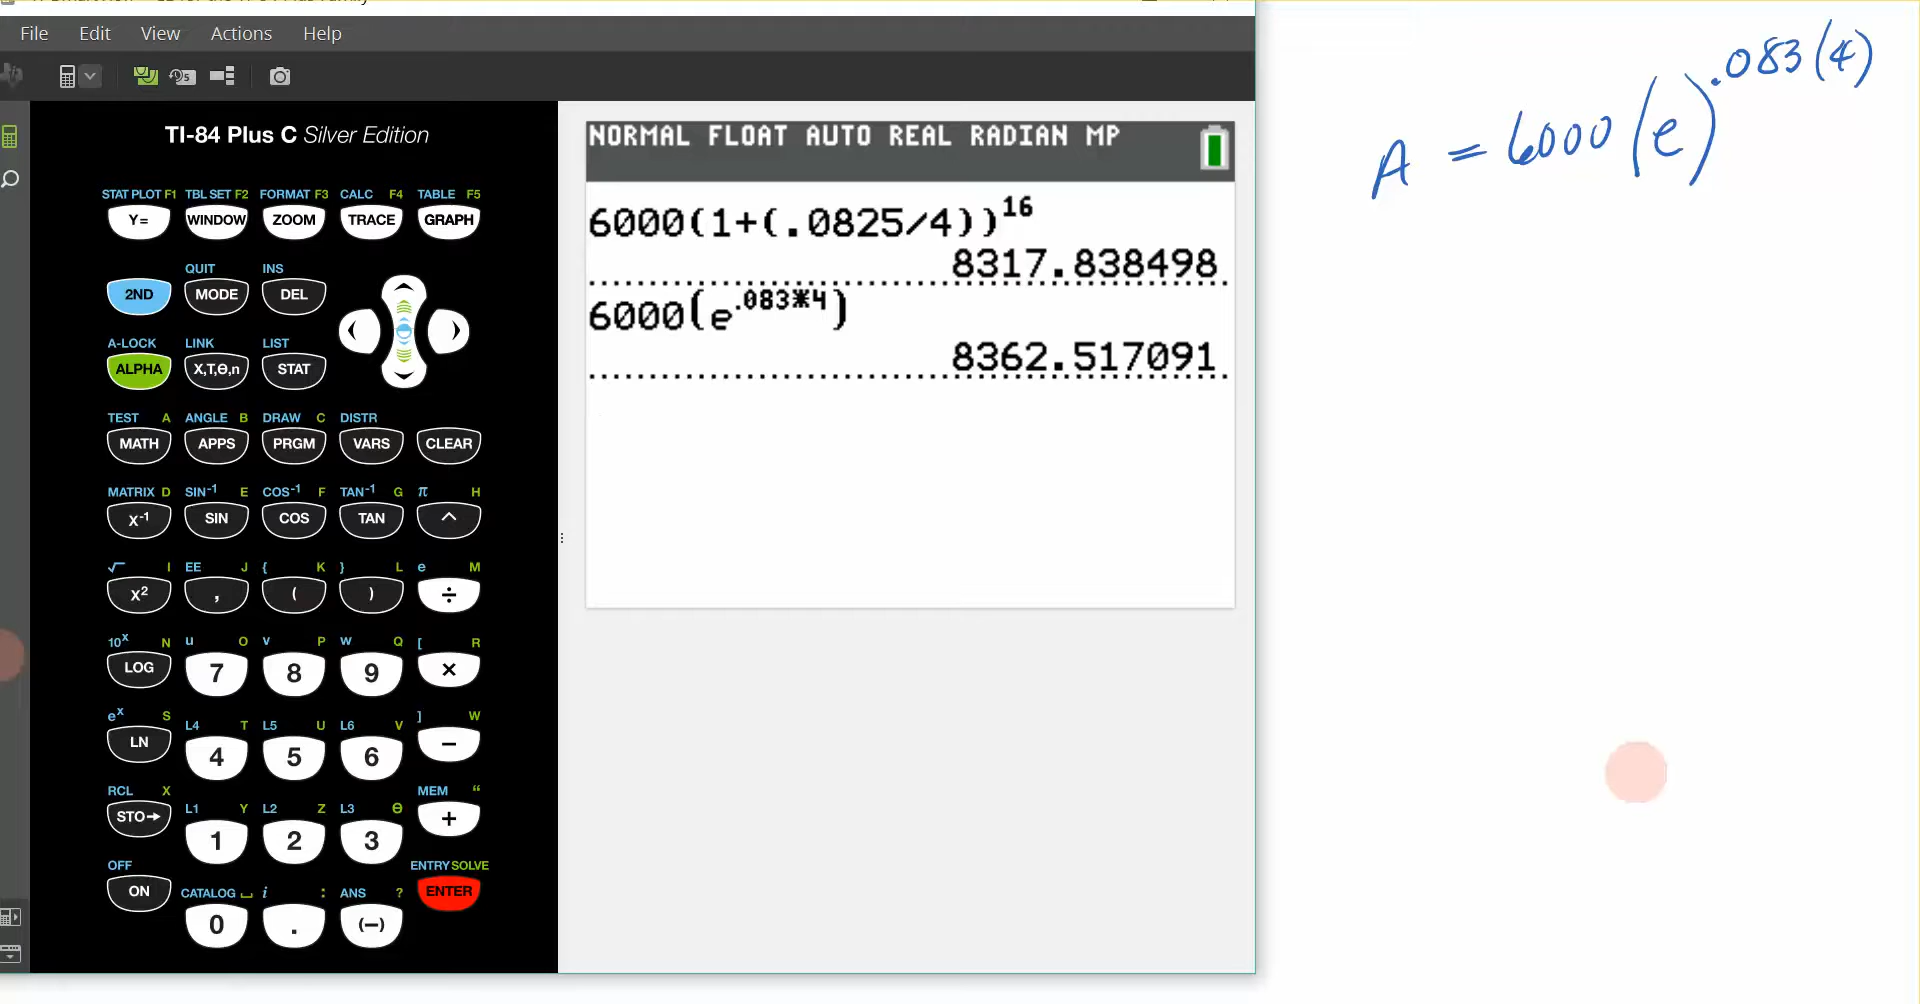 File Edit View Actions Help
TI-84 Plus C Silver Edition
STAT PLOT F1 TBL SET F2 FORMAT F3 CALC F4 TABLE F5
Y= WINDOW ZOOM TRACE GRAPH
QUIT INS
2ND MODE DEL
A-LOCK LINK LIST
ALPHA X,T,Θ,n STAT
TEST A ANGLE B DRAW C DISTR
MATH APPS PRGM VARS CLEAR
MATRIX D SIN⁻¹ E COS⁻¹ F TAN⁻¹ G π H
X⁻¹ SIN COS TAN ^
√ I EE J { K } L e M
X² , ( ) ÷
10ˣ N u O v P w Q [ R
LOG 7 8 9 ×
eˣ S L4 T L5 U L6 V ] W
LN 4 5 6 −
RCL X L1 Y L2 Z L3 Θ MEM “
STO→ 1 2 3 +
OFF CATALOG ⎵ i : ANS ? ENTRY SOLVE
ON 0 . (−) ENTER
NORMAL FLOAT AUTO REAL RADIAN MP
6000(1+(.0825/4))¹⁶
8317.838498
6000(e^.083*4)
8362.517091
A = 6000(e)^.083(4)